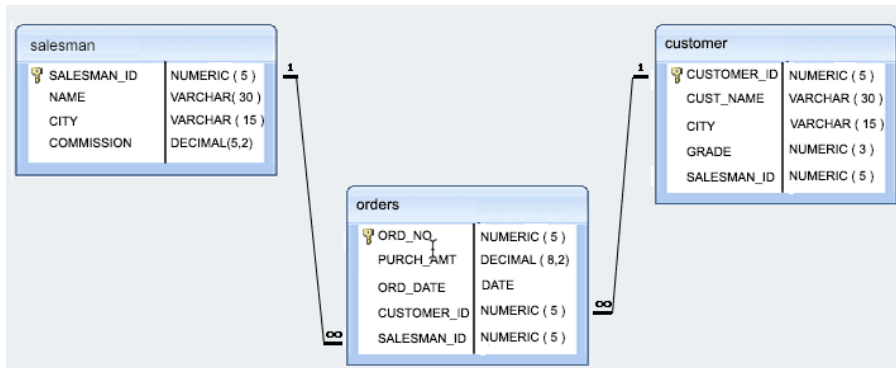 salesman
SALESMAN_ID NUMERIC ( 5 )
NAME VARCHAR( 30 )
CITY VARCHAR ( 15 )
COMMISSION DECIMAL(5,2)
1
1
customer
CUSTOMER_ID NUMERIC ( 5 )
CUST_NAME VARCHAR ( 30 )
CITY VARCHAR ( 15 )
GRADE NUMERIC ( 3 )
SALESMAN_ID NUMERIC ( 5 )
orders
ORD_NO NUMERIC ( 5 )
PURCH_AMT DECIMAL ( 8,2)
ORD_DATE DATE
CUSTOMER_ID NUMERIC ( 5 )
SALESMAN_ID NUMERIC ( 5 )
∞
∞